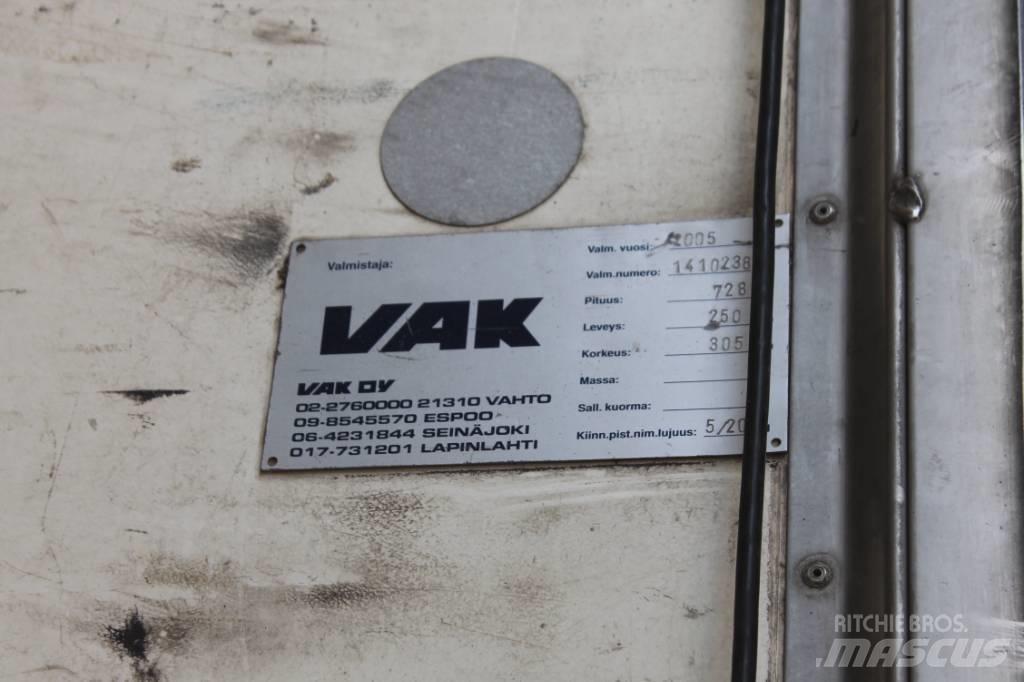 Valmistaja:
VAK
VAK OY
02-2760000 21310 VAHTO
09-8545570 ESPOO
06-4231844 SEINÄJOKI
017-731201 LAPINLAHTI
Valm. vuosi: 2005
Valm.numero: 1410238
Pituus: 728
Leveys: 250
Korkeus: 305
Massa:
Sall. kuorma:
Kiinn.pist.nim.lujuus:
RITCHIE BROS.
MASCUS